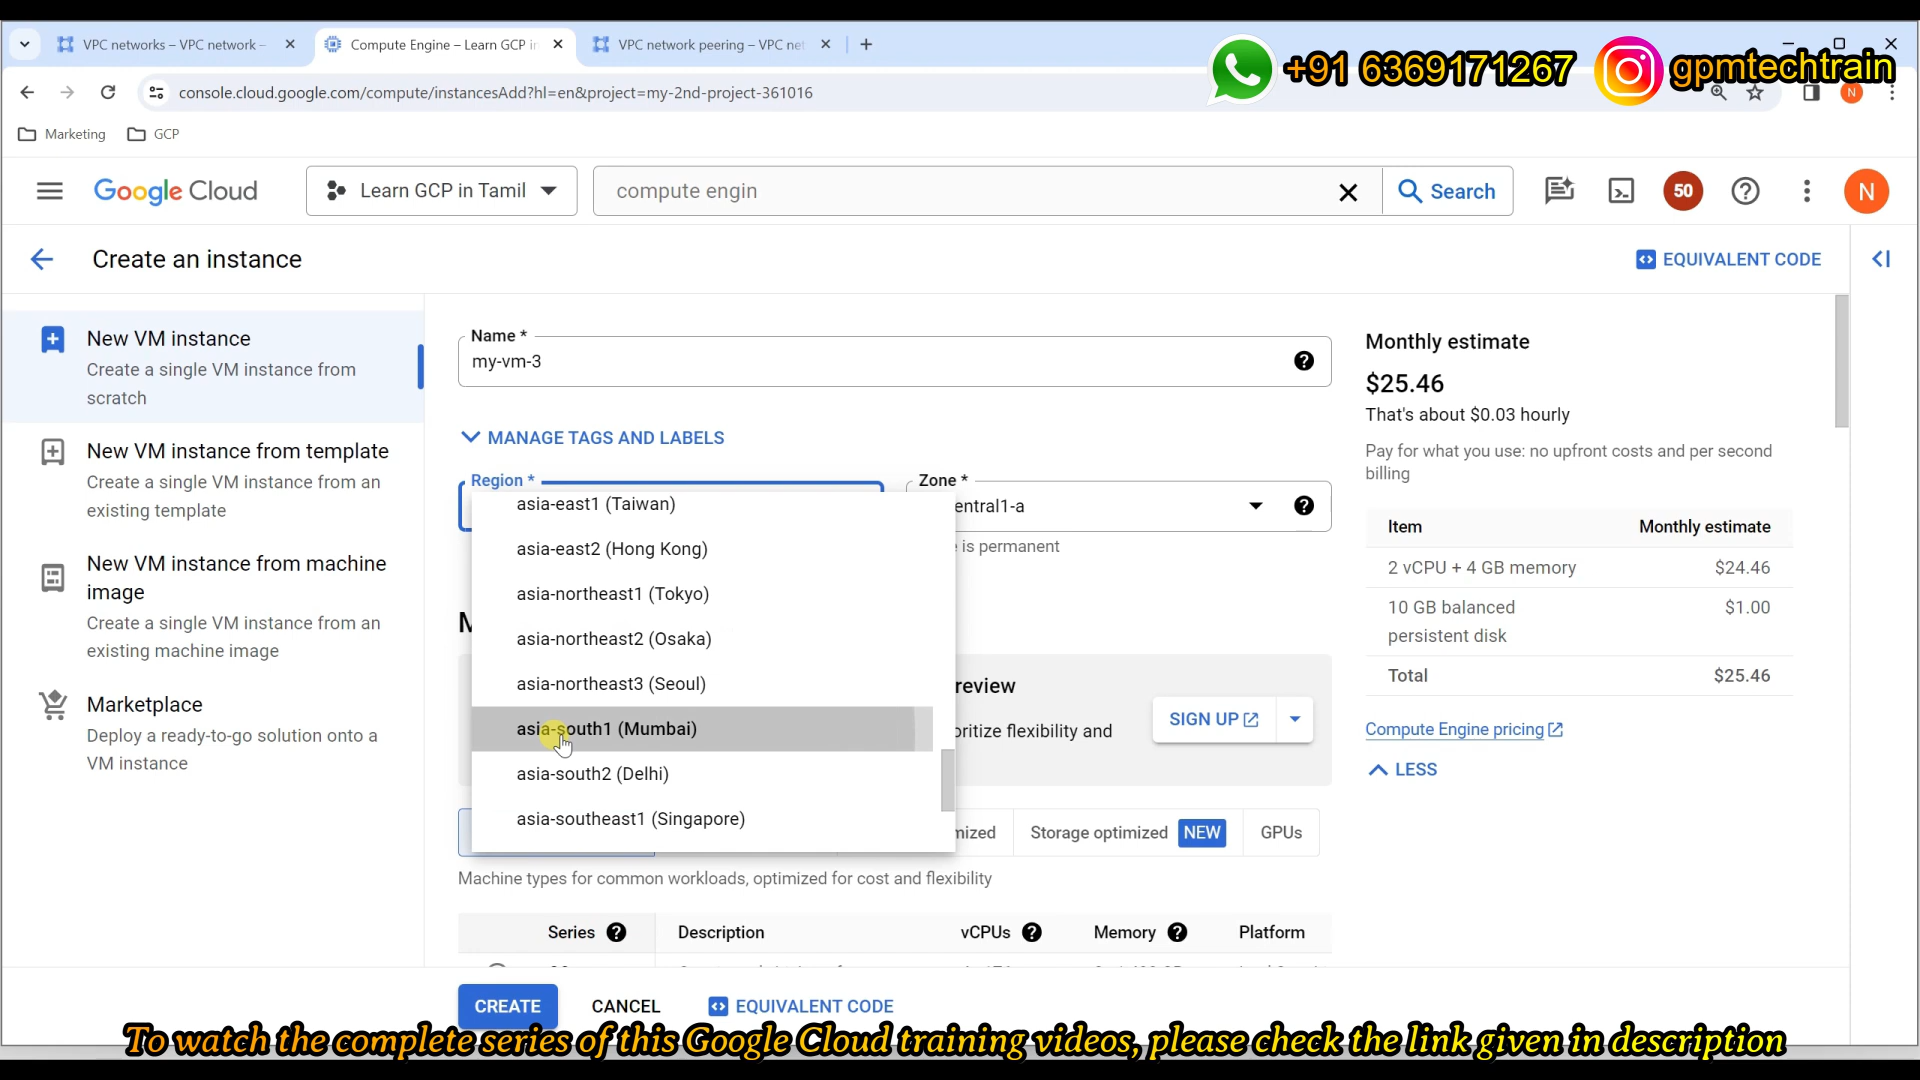 VPC networks – VPC network –
Compute Engine – Learn GCP in
VPC network peering – VPC net
+91 6369171267
gpmtechtrain
console.cloud.google.com/compute/instancesAdd?hl=en&project=my-2nd-project-361016
N
Marketing
GCP
Google Cloud
Learn GCP in Tamil
compute engin
Search
50
N
Create an instance
EQUIVALENT CODE
New VM instance
Create a single VM instance from
scratch
New VM instance from template
Create a single VM instance from an
existing template
New VM instance from machine
image
Create a single VM instance from an
existing machine image
Marketplace
Deploy a ready-to-go solution onto a
VM instance
Name *
my-vm-3
MANAGE TAGS AND LABELS
Region *
Zone *
entral1-a
is permanent
asia-east1 (Taiwan)
asia-east2 (Hong Kong)
asia-northeast1 (Tokyo)
asia-northeast2 (Osaka)
asia-northeast3 (Seoul)
asia-south1 (Mumbai)
asia-south2 (Delhi)
asia-southeast1 (Singapore)
review
oritize flexibility and
SIGN UP
mized
Storage optimized NEW
GPUs
Machine types for common workloads, optimized for cost and flexibility
Series
Description
vCPUs
Memory
Platform
Monthly estimate
$25.46
That's about $0.03 hourly
Pay for what you use: no upfront costs and per second
billing
Item Monthly estimate
2 vCPU + 4 GB memory $24.46
10 GB balanced $1.00
persistent disk
Total $25.46
Compute Engine pricing
LESS
CREATE
CANCEL
EQUIVALENT CODE
To watch the complete series of this Google Cloud training videos, please check the link given in description